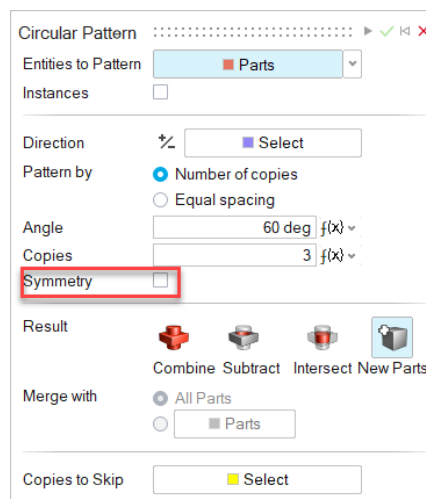 Circular Pattern
Entities to Pattern Parts
Instances
Direction +/- Select
Pattern by Number of copies
Equal spacing
Angle 60 deg f(x)
Copies 3 f(x)
Symmetry
Result
Combine Subtract Intersect New Parts
Merge with All Parts
Parts
Copies to Skip Select